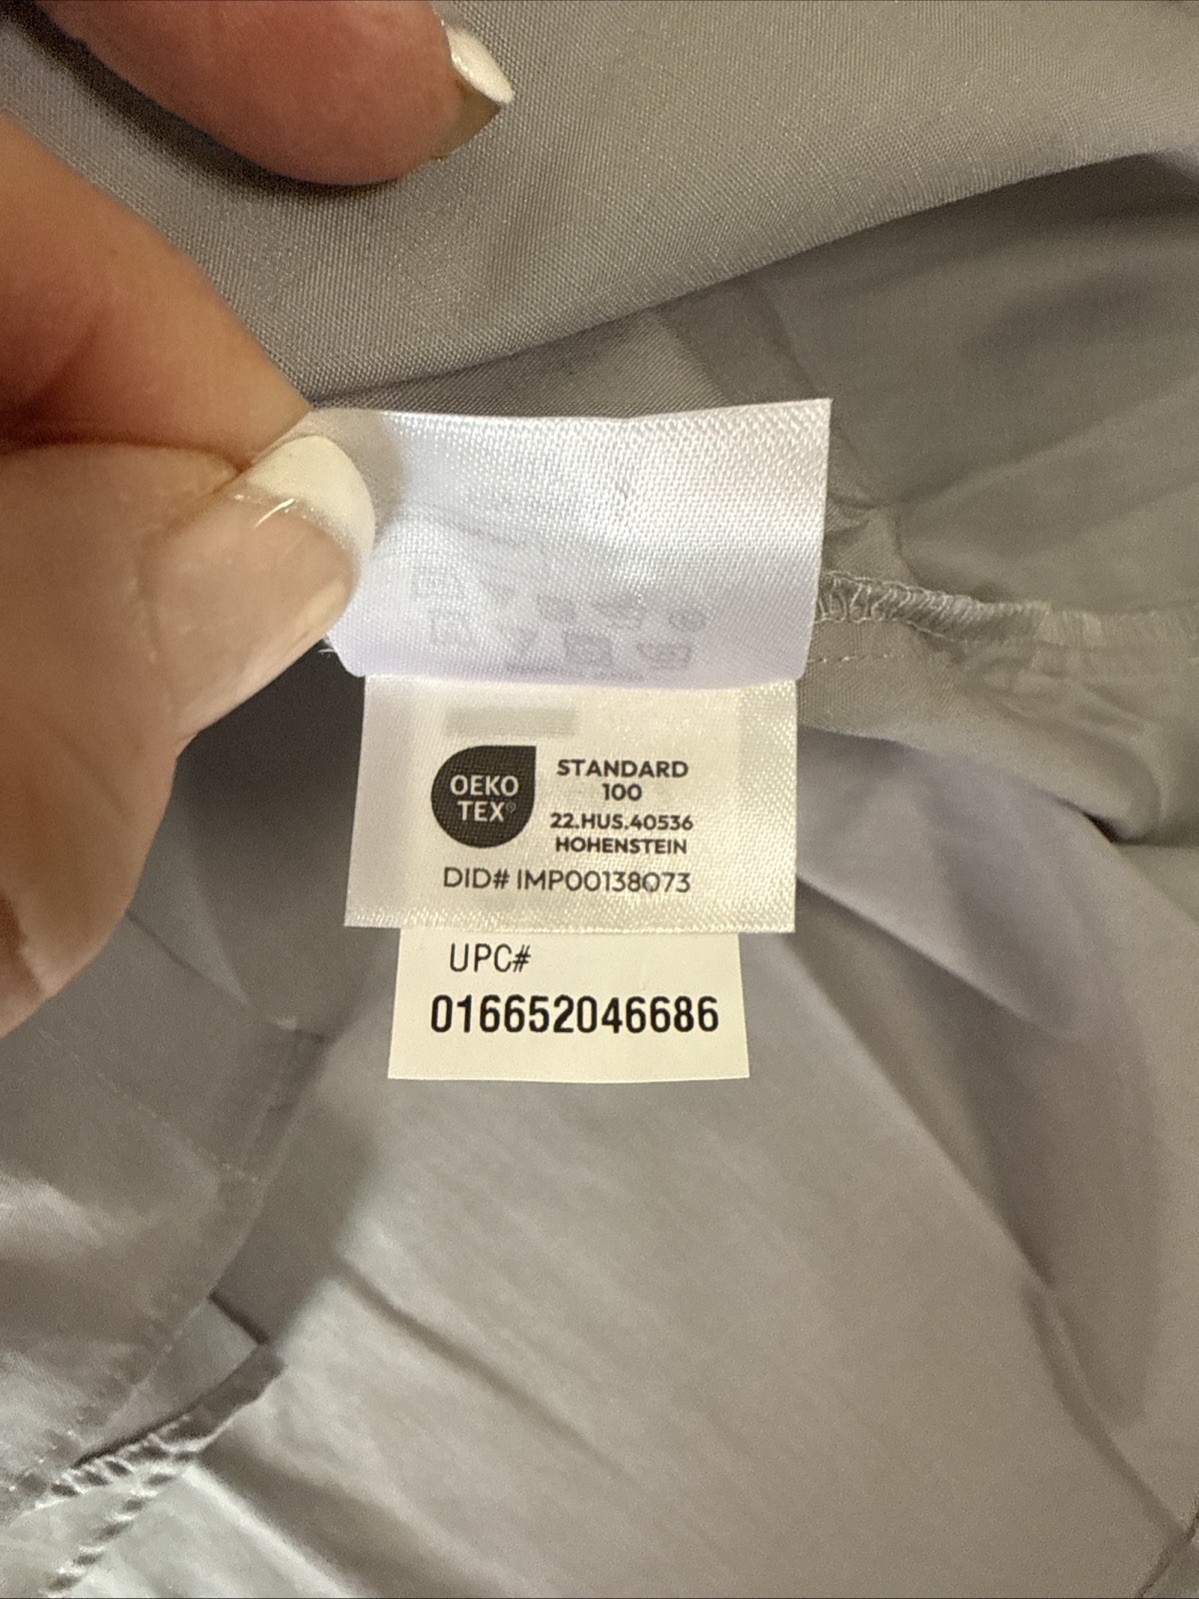 OEKO
TEX®
STANDARD
100
22.HUS.40536
HOHENSTEIN
DID# IMP00138073
UPC#
016652046686